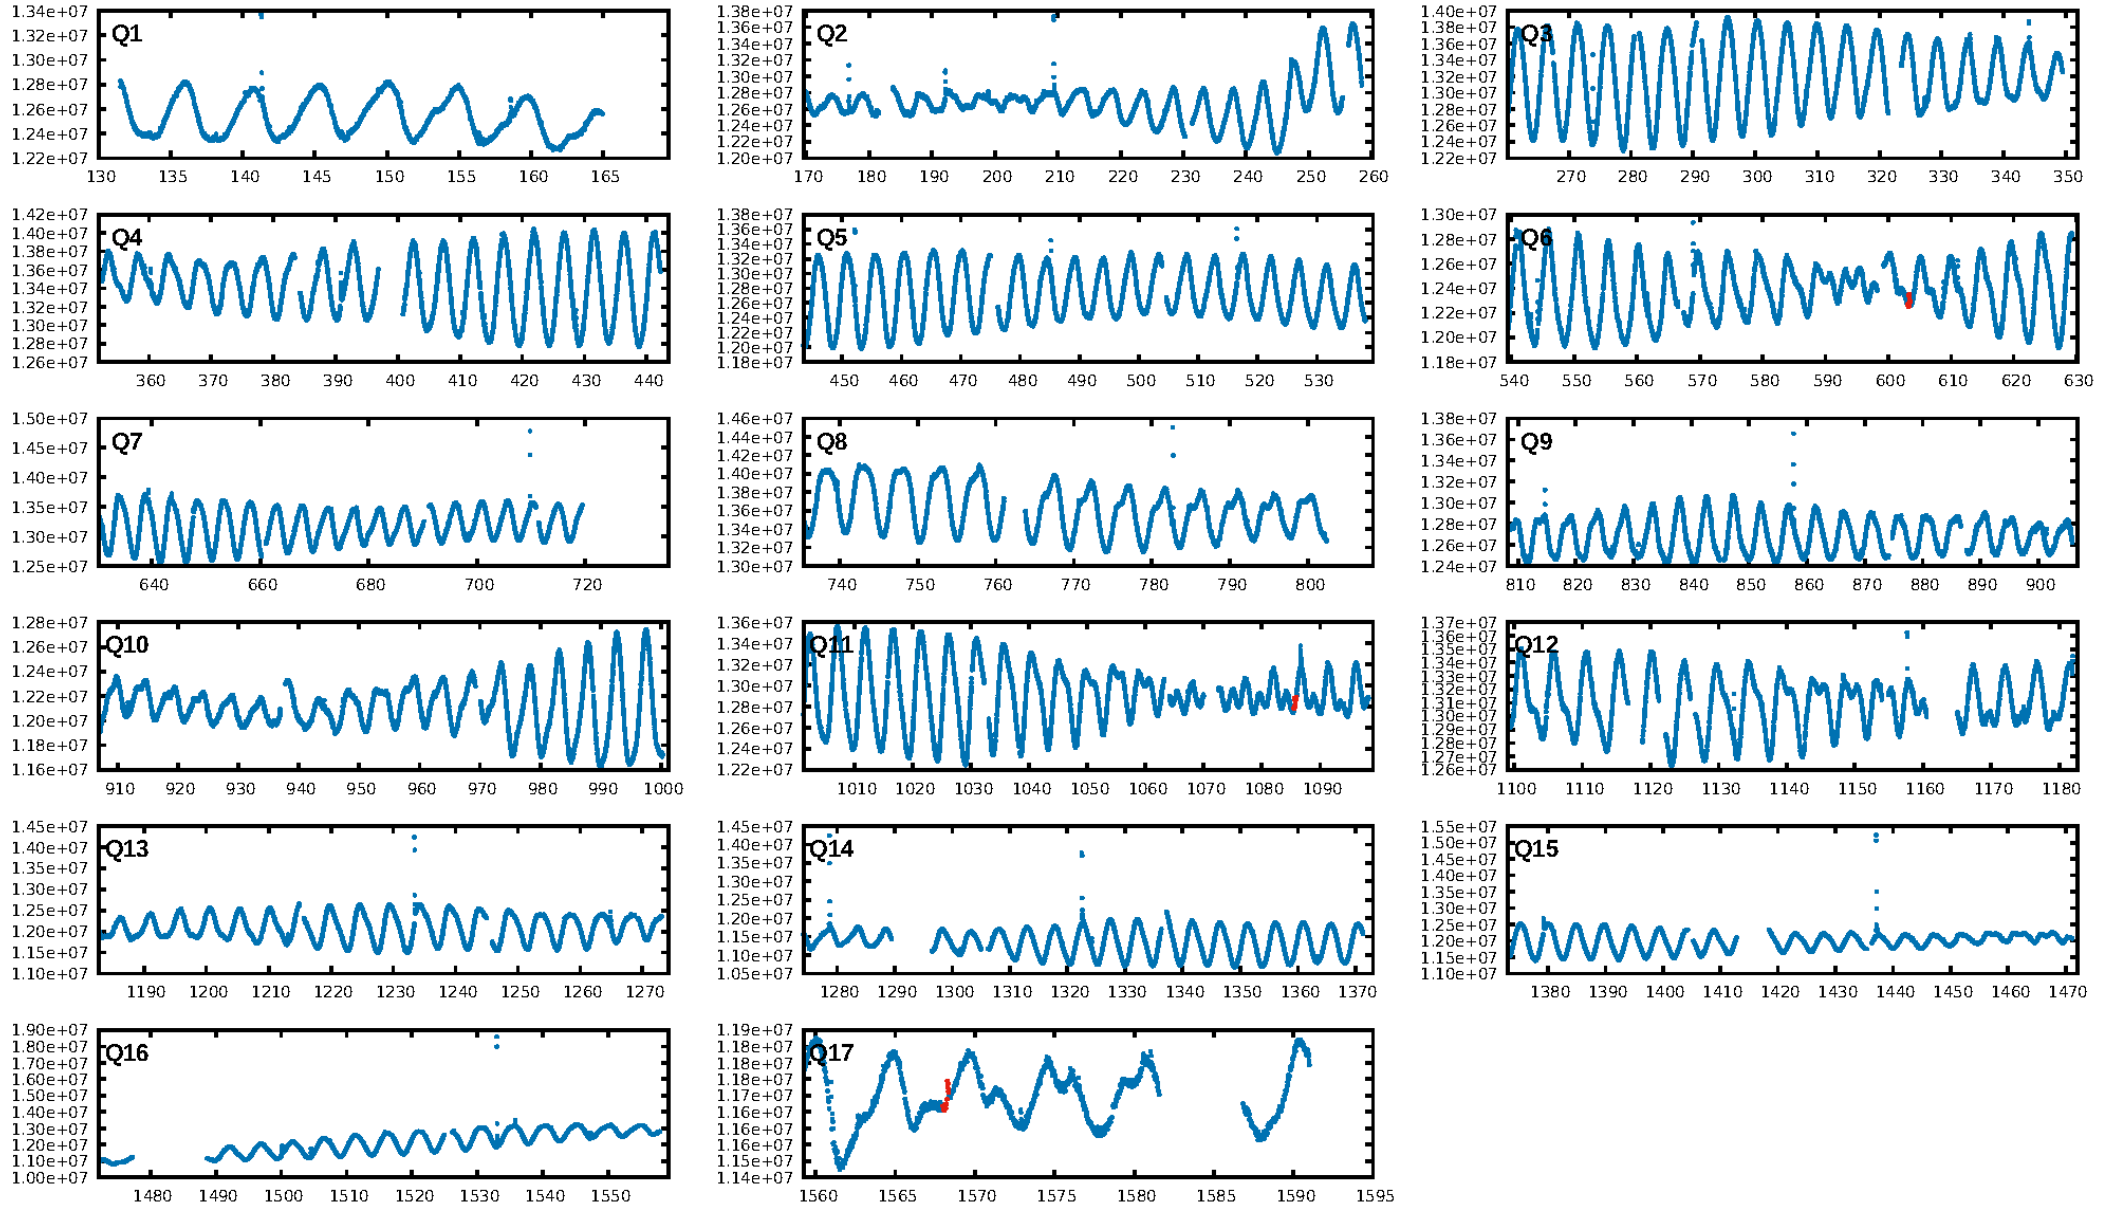 1.34e+07
1.32e+07
1.30e+07
1.28e+07
1.26e+07
1.24e+07
1.22e+07
Q1
130 135 140 145 150 155 160 165
1.38e+07
1.36e+07
1.34e+07
1.32e+07
1.30e+07
1.28e+07
1.26e+07
1.24e+07
1.22e+07
1.20e+07
Q2
170 180 190 200 210 220 230 240 250 260
1.40e+07
1.38e+07
1.36e+07
1.34e+07
1.32e+07
1.30e+07
1.28e+07
1.26e+07
1.24e+07
1.22e+07
Q3
270 280 290 300 310 320 330 340 350
1.42e+07
1.40e+07
1.38e+07
1.36e+07
1.34e+07
1.32e+07
1.30e+07
1.28e+07
1.26e+07
Q4
360 370 380 390 400 410 420 430 440
1.38e+07
1.36e+07
1.34e+07
1.32e+07
1.30e+07
1.28e+07
1.26e+07
1.24e+07
1.22e+07
1.20e+07
1.18e+07
Q5
450 460 470 480 490 500 510 520 530
1.30e+07
1.28e+07
1.26e+07
1.24e+07
1.22e+07
1.20e+07
1.18e+07
Q6
540 550 560 570 580 590 600 610 620 630
1.50e+07
1.45e+07
1.40e+07
1.35e+07
1.30e+07
1.25e+07
Q7
640 660 680 700 720
1.46e+07
1.44e+07
1.42e+07
1.40e+07
1.38e+07
1.36e+07
1.34e+07
1.32e+07
1.30e+07
Q8
740 750 760 770 780 790 800
1.38e+07
1.36e+07
1.34e+07
1.32e+07
1.30e+07
1.28e+07
1.26e+07
1.24e+07
Q9
810 820 830 840 850 860 870 880 890 900
1.28e+07
1.26e+07
1.24e+07
1.22e+07
1.20e+07
1.18e+07
1.16e+07
Q10
910 920 930 940 950 960 970 980 990 1000
1.36e+07
1.34e+07
1.32e+07
1.30e+07
1.28e+07
1.26e+07
1.24e+07
1.22e+07
Q11
1010 1020 1030 1040 1050 1060 1070 1080 1090
1.37e+07
1.36e+07
1.35e+07
1.34e+07
1.33e+07
1.32e+07
1.31e+07
1.30e+07
1.29e+07
1.28e+07
1.27e+07
1.26e+07
Q12
1100 1110 1120 1130 1140 1150 1160 1170 1180
1.45e+07
1.40e+07
1.35e+07
1.30e+07
1.25e+07
1.20e+07
1.15e+07
1.10e+07
Q13
1190 1200 1210 1220 1230 1240 1250 1260 1270
1.45e+07
1.40e+07
1.35e+07
1.30e+07
1.25e+07
1.20e+07
1.15e+07
1.10e+07
1.05e+07
Q14
1280 1290 1300 1310 1320 1330 1340 1350 1360 1370
1.55e+07
1.50e+07
1.45e+07
1.40e+07
1.35e+07
1.30e+07
1.25e+07
1.20e+07
1.15e+07
1.10e+07
Q15
1380 1390 1400 1410 1420 1430 1440 1450 1460 1470
1.90e+07
1.80e+07
1.70e+07
1.60e+07
1.50e+07
1.40e+07
1.30e+07
1.20e+07
1.10e+07
1.00e+07
Q16
1480 1490 1500 1510 1520 1530 1540 1550
1.19e+07
1.18e+07
1.18e+07
1.18e+07
1.17e+07
1.16e+07
1.16e+07
1.16e+07
1.15e+07
1.14e+07
Q17
1560 1565 1570 1575 1580 1585 1590 1595